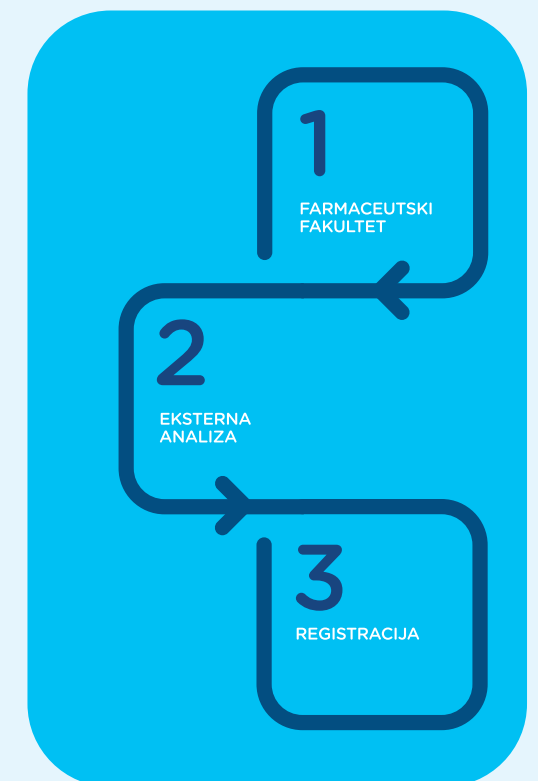 1
FARMACEUTSKI
FAKULTET
2
EKSTERNA
ANALIZA
3
REGISTRACIJA